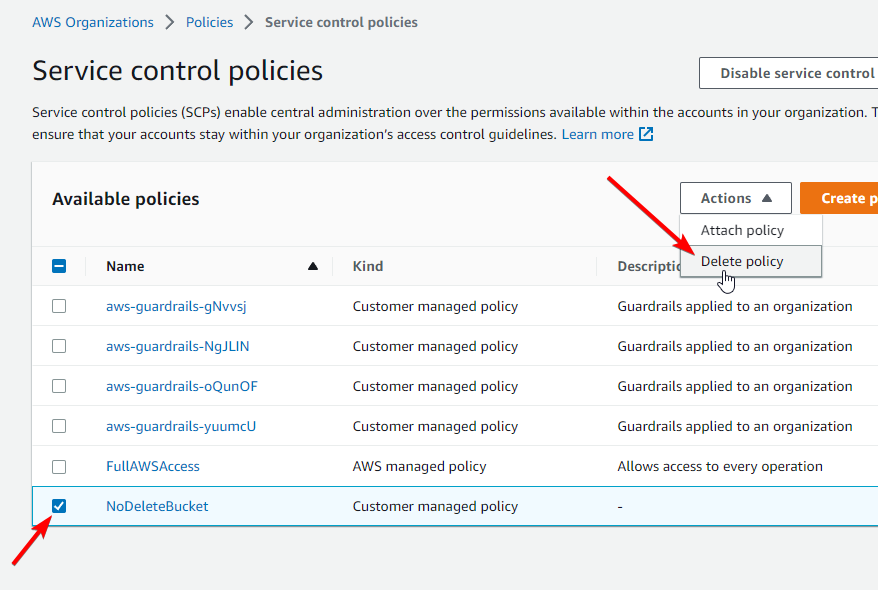 AWS Organizations > Policies > Service control policies
Service control policies
Disable service control
Service control policies (SCPs) enable central administration over the permissions available within the accounts in your organization. T
ensure that your accounts stay within your organization's access control guidelines. Learn more
Available policies
Actions
Create p
Attach policy
Delete policy
Name Kind Descriptio
aws-guardrails-gNvvsj Customer managed policy Guardrails applied to an organization
aws-guardrails-NgJLIN Customer managed policy Guardrails applied to an organization
aws-guardrails-oQunOF Customer managed policy Guardrails applied to an organization
aws-guardrails-yuumcU Customer managed policy Guardrails applied to an organization
FullAWSAccess AWS managed policy Allows access to every operation
NoDeleteBucket Customer managed policy -